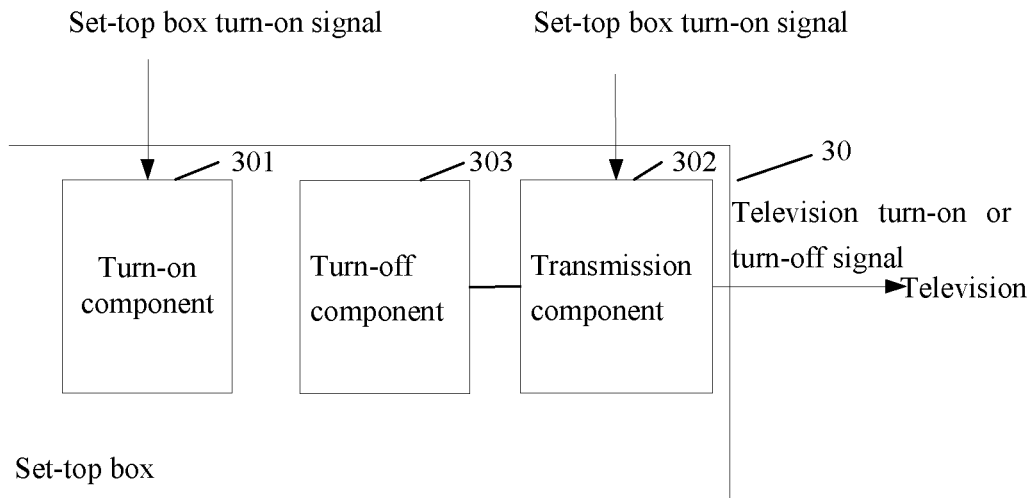 Set-top box turn-on signal
Set-top box turn-on signal
301
303
302
30
Turn-on
component
Turn-off
component
Transmission
component
Television turn-on or
turn-off signal
Television
Set-top box